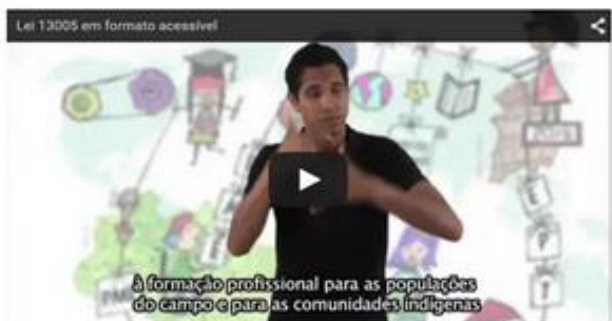 Lei 13005 em formato acessível
à formação profissional para as populações
do campo e para as comunidades indígenas